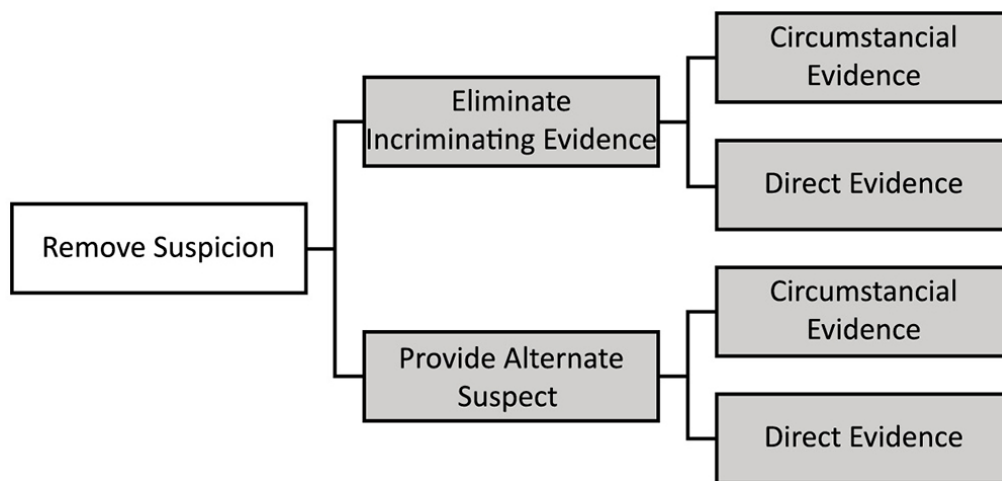 Circumstancial
Evidence
Eliminate
Incriminating Evidence
Direct Evidence
Remove Suspicion
Circumstancial
Evidence
Provide Alternate
Suspect
Direct Evidence